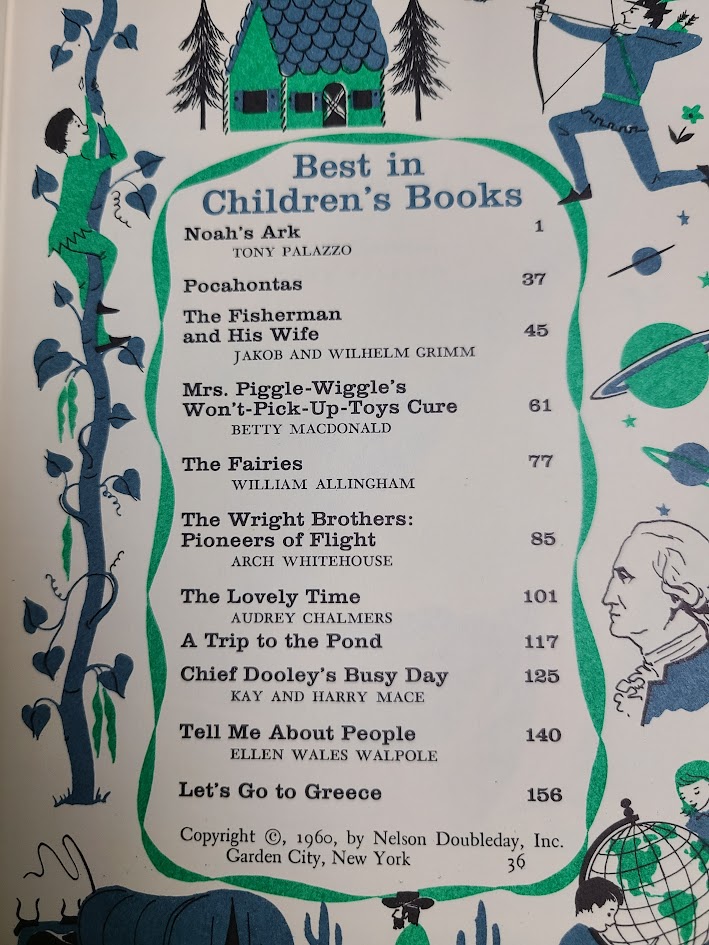 Best in
Children's Books
Noah's Ark 1
TONY PALAZZO
Pocahontas 37
The Fisherman
and His Wife 45
JAKOB AND WILHELM GRIMM
Mrs. Piggle-Wiggle's
Won't-Pick-Up-Toys Cure 61
BETTY MACDONALD
The Fairies 77
WILLIAM ALLINGHAM
The Wright Brothers:
Pioneers of Flight 85
ARCH WHITEHOUSE
The Lovely Time 101
AUDREY CHALMERS
A Trip to the Pond 117
Chief Dooley's Busy Day 125
KAY AND HARRY MACE
Tell Me About People 140
ELLEN WALES WALPOLE
Let's Go to Greece 156
Copyright ©, 1960, by Nelson Doubleday, Inc.
Garden City, New York 36